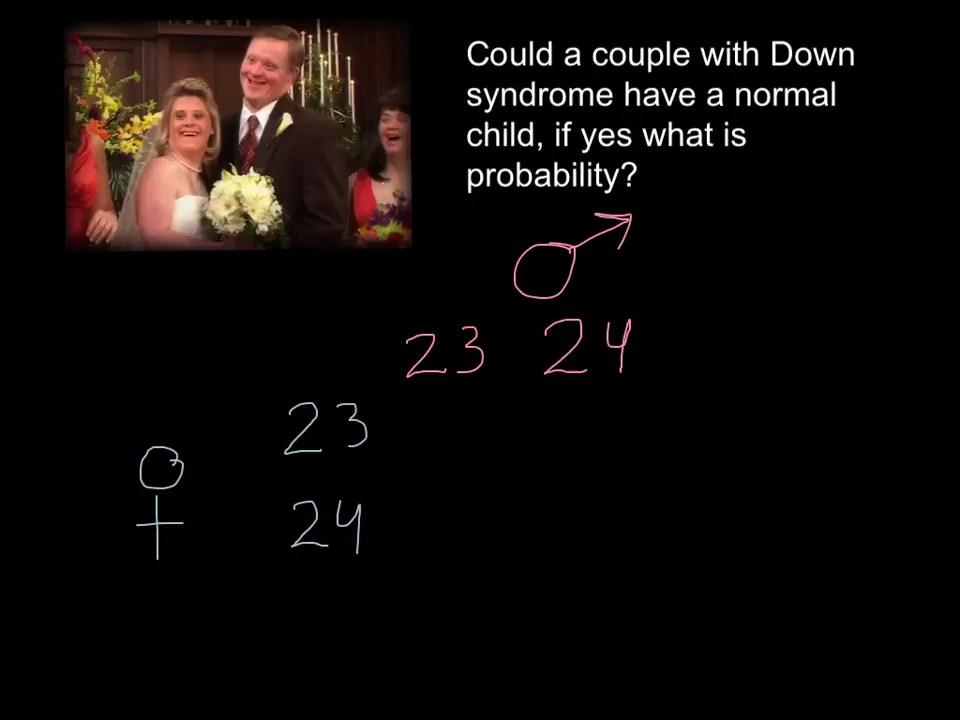 Could a couple with Down
syndrome have a normal
child, if yes what is
probability?
23 24
23
24